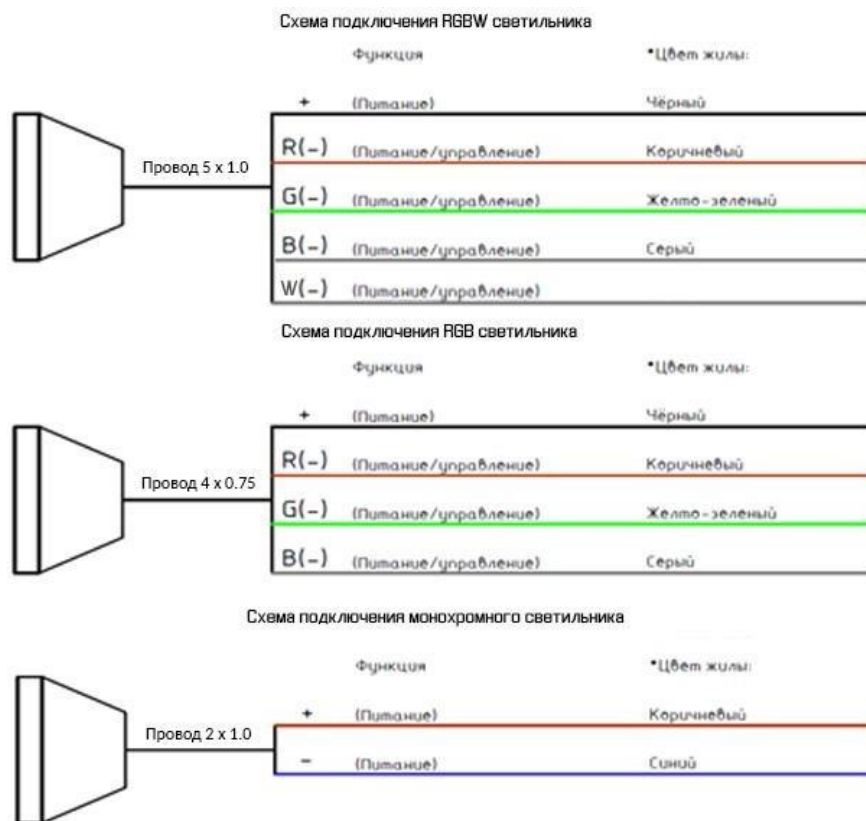 Схема подключения RGBW светильника
Функция *Цвет жилы:
+ (Питание) Чёрный
R(-) (Питание/управление) Коричневый
Провод 5 x 1.0
G(-) (Питание/управление) Желто-зеленый
B(-) (Питание/управление) Серый
W(-) (Питание/управление)
Схема подключения RGB светильника
Функция *Цвет жилы:
+ (Питание) Чёрный
R(-) (Питание/управление) Коричневый
Провод 4 x 0.75
G(-) (Питание/управление) Желто-зеленый
B(-) (Питание/управление) Серый
Схема подключения монохромного светильника
Функция *Цвет жилы:
+ (Питание) Коричневый
Провод 2 x 1.0
- (Питание) Синий